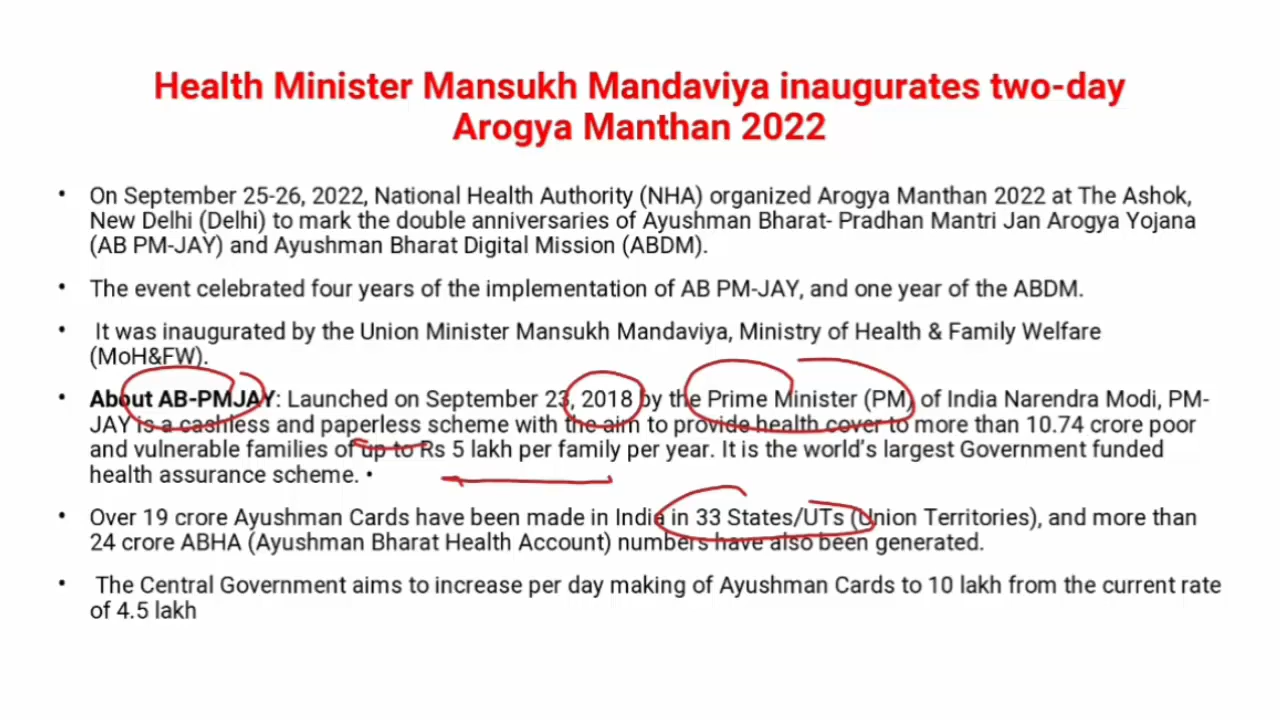 Health Minister Mansukh Mandaviya inaugurates two-day
Arogya Manthan 2022
• On September 25-26, 2022, National Health Authority (NHA) organized Arogya Manthan 2022 at The Ashok,
New Delhi (Delhi) to mark the double anniversaries of Ayushman Bharat- Pradhan Mantri Jan Arogya Yojana
(AB PM-JAY) and Ayushman Bharat Digital Mission (ABDM).
• The event celebrated four years of the implementation of AB PM-JAY, and one year of the ABDM.
• It was inaugurated by the Union Minister Mansukh Mandaviya, Ministry of Health & Family Welfare
(MoH&FW).
• About AB-PMJAY: Launched on September 23, 2018 by the Prime Minister (PM) of India Narendra Modi, PM-
JAY is a cashless and paperless scheme with the aim to provide health cover to more than 10.74 crore poor
and vulnerable families of up to Rs 5 lakh per family per year. It is the world's largest Government funded
health assurance scheme. •
• Over 19 crore Ayushman Cards have been made in India in 33 States/UTs (Union Territories), and more than
24 crore ABHA (Ayushman Bharat Health Account) numbers have also been generated.
• The Central Government aims to increase per day making of Ayushman Cards to 10 lakh from the current rate
of 4.5 lakh